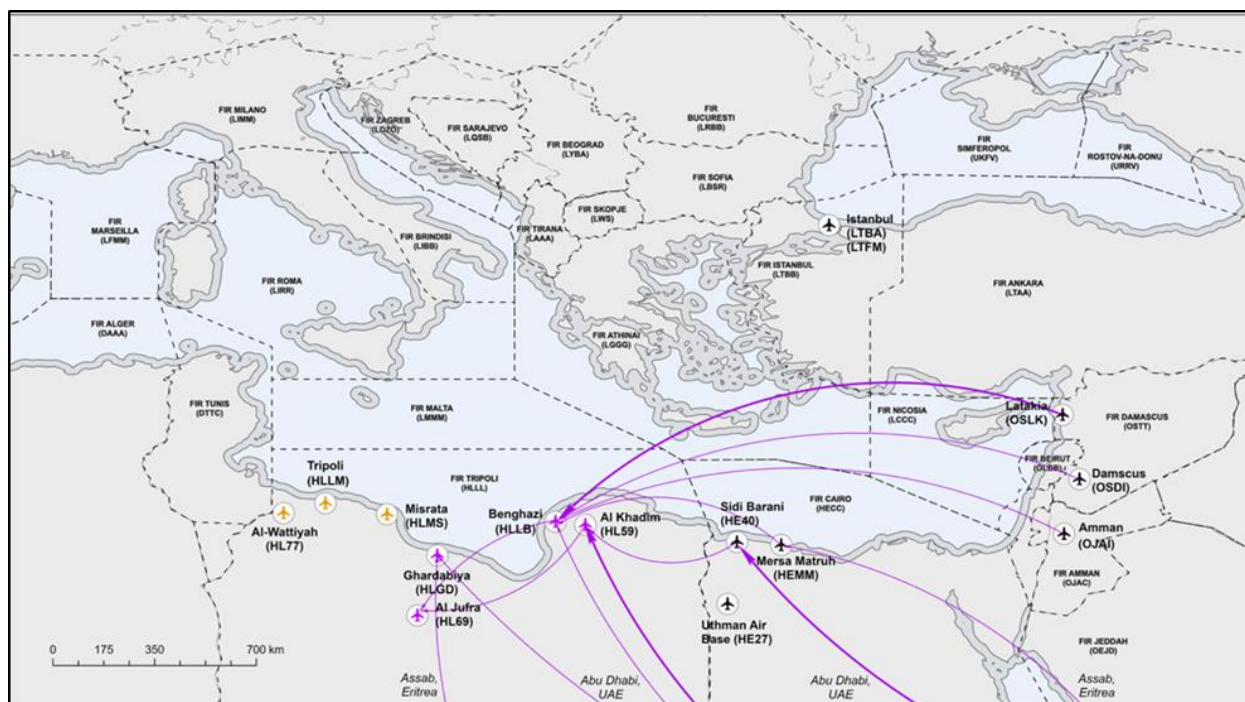 FIR MILANO
(LIMM)
FIR ZAGREB
(LDZO)
FIR SARAJEVO
(LQSB)
FIR BEOGRAD
(LYBA)
FIR
BUCURESTI
(LRBB)
FIR
SIMFEROPOL
(UKFV)
FIR
ROSTOV-NA-DONU
(URRV)
FIR SOFIA
(LBSR)
FIR SKOPJE
(LWS)
FIR
MARSEILLA
(LFMM)
FIR BRINDISI
(LIBB)
FIR TIRANA
(LAAA)
Istanbul
(LTBA)
(LTFM)
FIR ISTANBUL
(LTBB)
FIR ROMA
(LIRR)
FIR ANKARA
(LTAA)
FIR ALGER
(DAAA)
FIR ATHINAI
(LGGG)
FIR TUNIS
(DTTC)
FIR MALTA
(LMMM)
FIR NICOSIA
(LCCC)
Latakia
(OSLK)
FIR DAMASCUS
(OSTT)
FIR BEIRUT
(OLBB)
Damscus
(OSDI)
Tripoli
(HLLM)
FIR TRIPOLI
(HLLL)
FIR CAIRO
(HECC)
Al-Wattiyah
(HL77)
Misrata
(HLMS)
Benghazi
(HLLB)
Al Khadim
(HL59)
Sidi Barani
(HE40)
Mersa Matruh
(HEMM)
Amman
(OJAI)
Ghardabiya
(HLGD)
FIR AMMAN
(OJAC)
Al Jufra
(HL69)
Uthman Air
Base (HE27)
FIR JEDDAH
(OEJD)
0 175 350 700 km
Assab,
Eritrea
Abu Dhabi,
UAE
Abu Dhabi,
UAE
Assab,
Eritrea